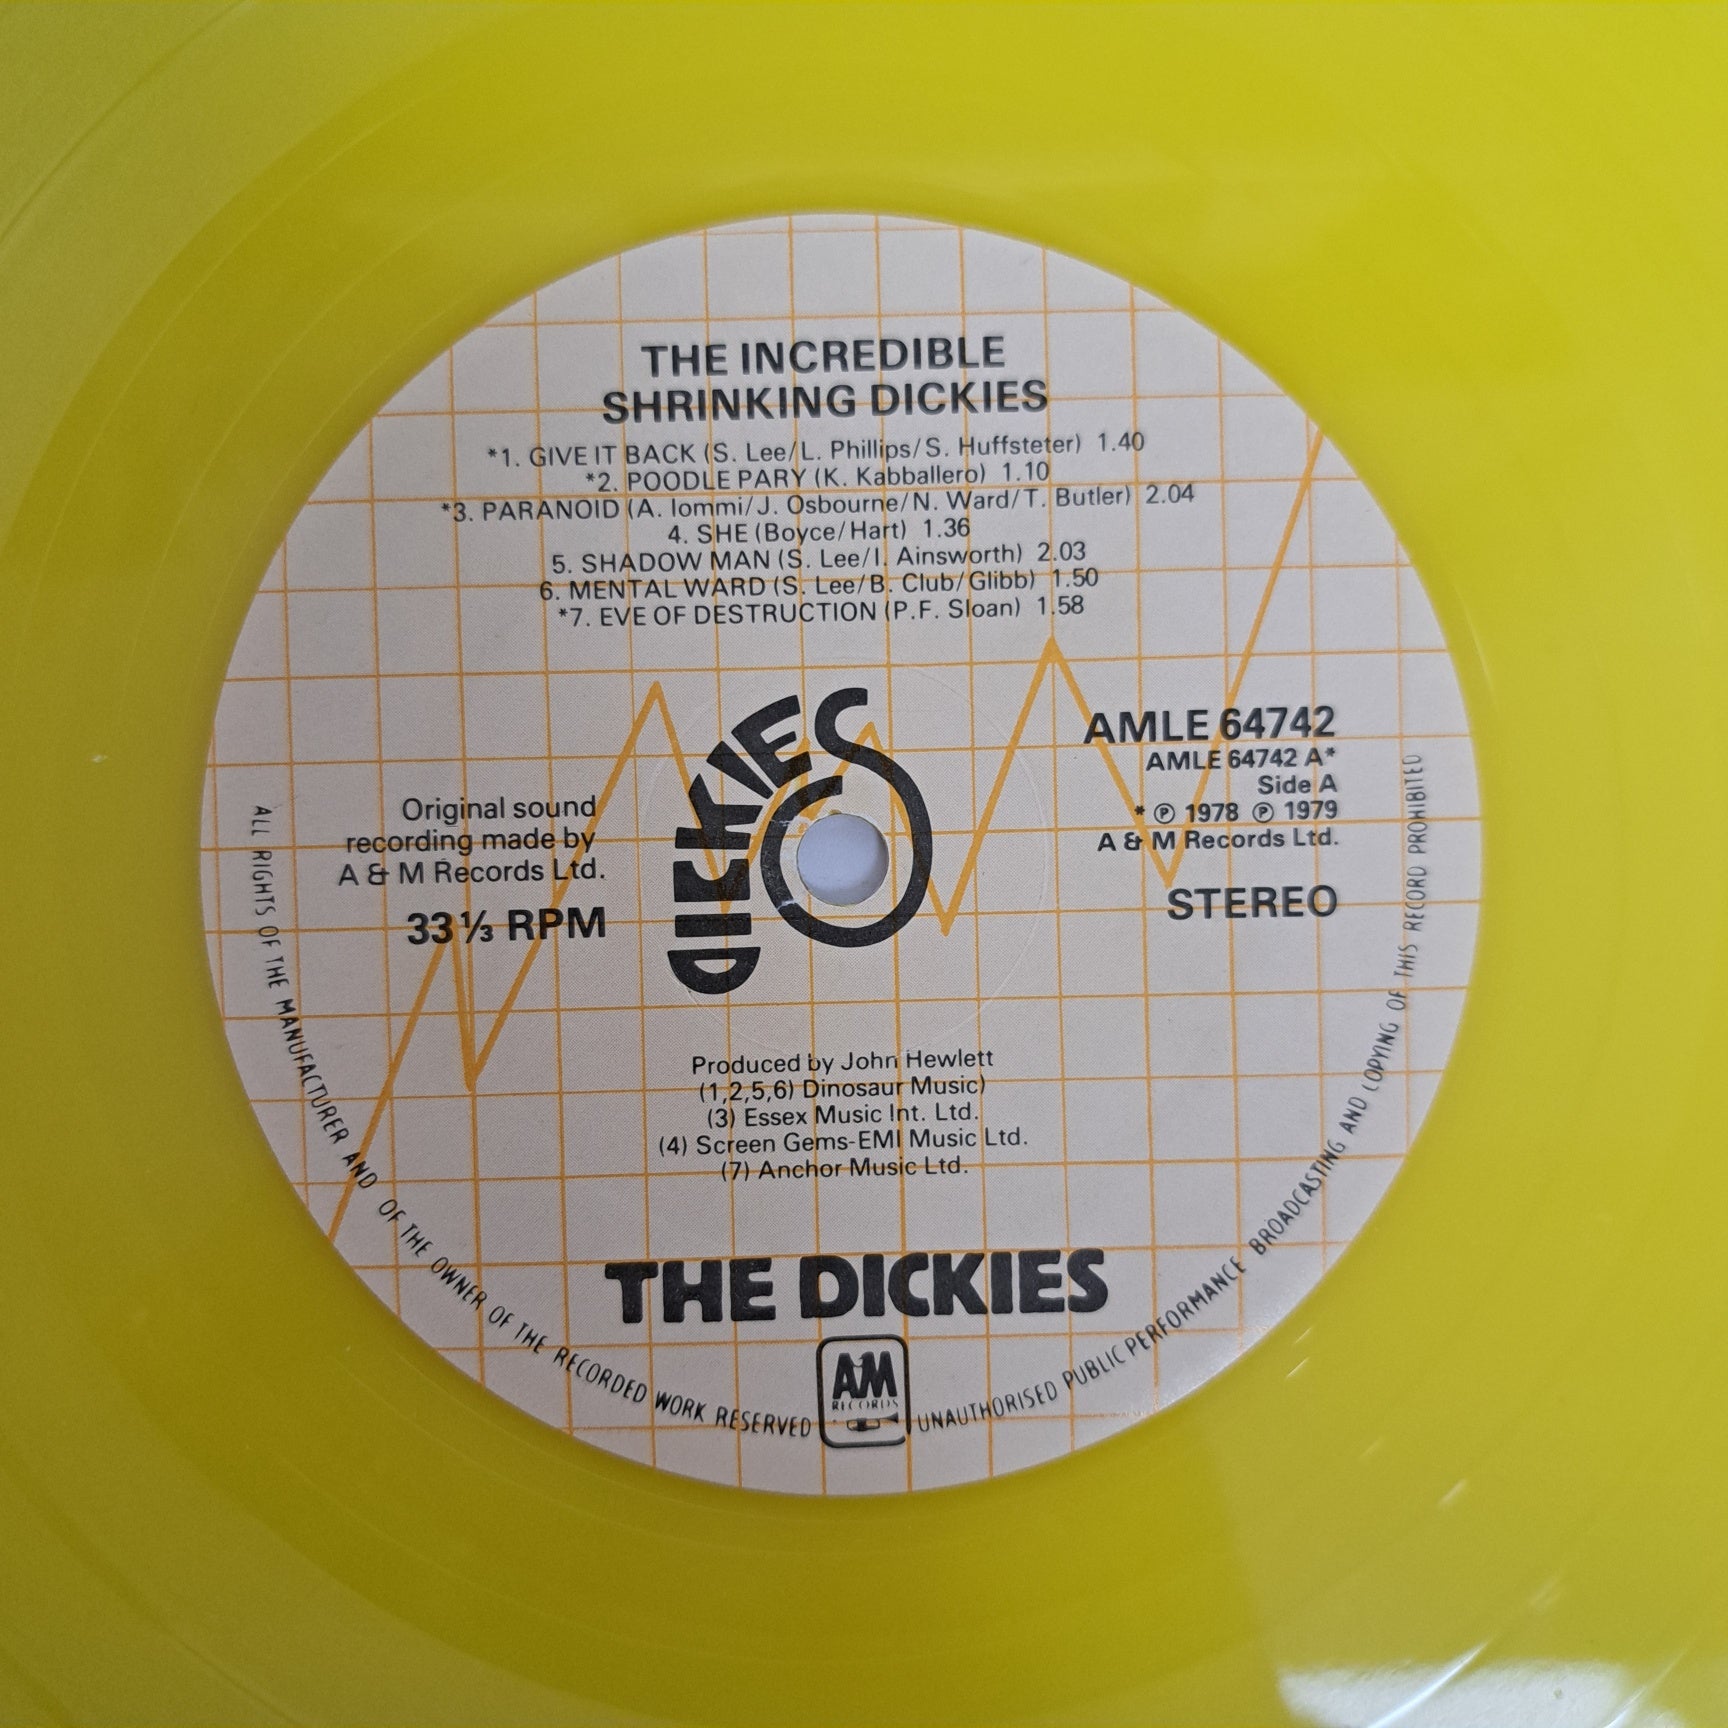 THE INCREDIBLE
SHRINKING DICKIES
*1. GIVE IT BACK (S. Lee/L. Phillips/S. Huffsteter) 1.40
*2. POODLE PARY (K. Kabballero) 1.10
*3. PARANOID (A. Iommi/J. Osbourne/N. Ward/T. Butler) 2.04
4. SHE (Boyce/Hart) 1.36
5. SHADOW MAN (S. Lee/I. Ainsworth) 2.03
6. MENTAL WARD (S. Lee/B. Club/Glibb) 1.50
*7. EVE OF DESTRUCTION (P.F. Sloan) 1.58
DICKIES
Original sound
recording made by
A & M Records Ltd.
33⅓ RPM
AMLE 64742
AMLE 64742 A*
Side A
* ℗ 1978 ℗ 1979
A & M Records Ltd.
STEREO
Produced by John Hewlett
(1,2,5,6) Dinosaur Music)
(3) Essex Music Int. Ltd.
(4) Screen Gems-EMI Music Ltd.
(7) Anchor Music Ltd.
THE DICKIES
AM
RECORDS
ALL RIGHTS OF THE MANUFACTURER AND OF THE OWNER OF THE RECORDED WORK RESERVED
UNAUTHORISED PUBLIC PERFORMANCE BROADCASTING AND COPYING OF THIS RECORD PROHIBITED